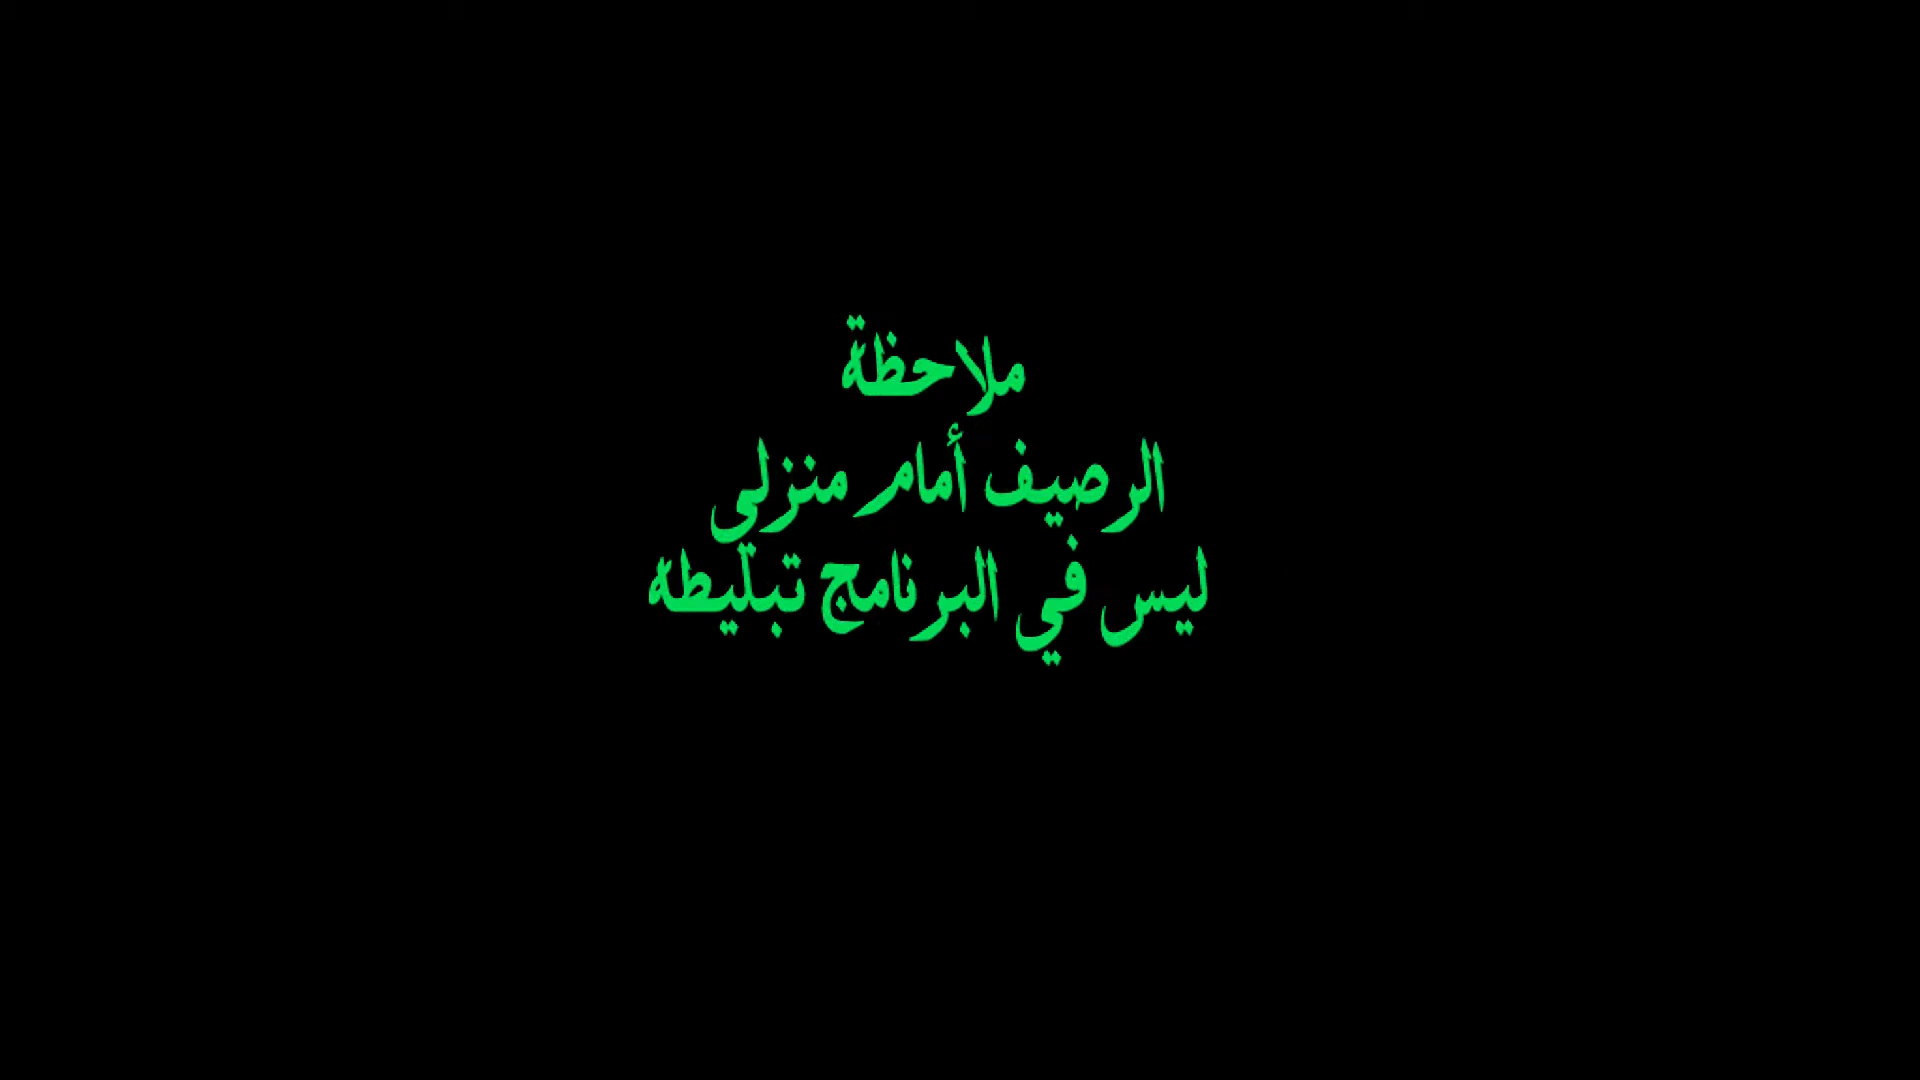 ملاحظة
الرصيف أمام منزلي
ليس في البرنامج تبليطه